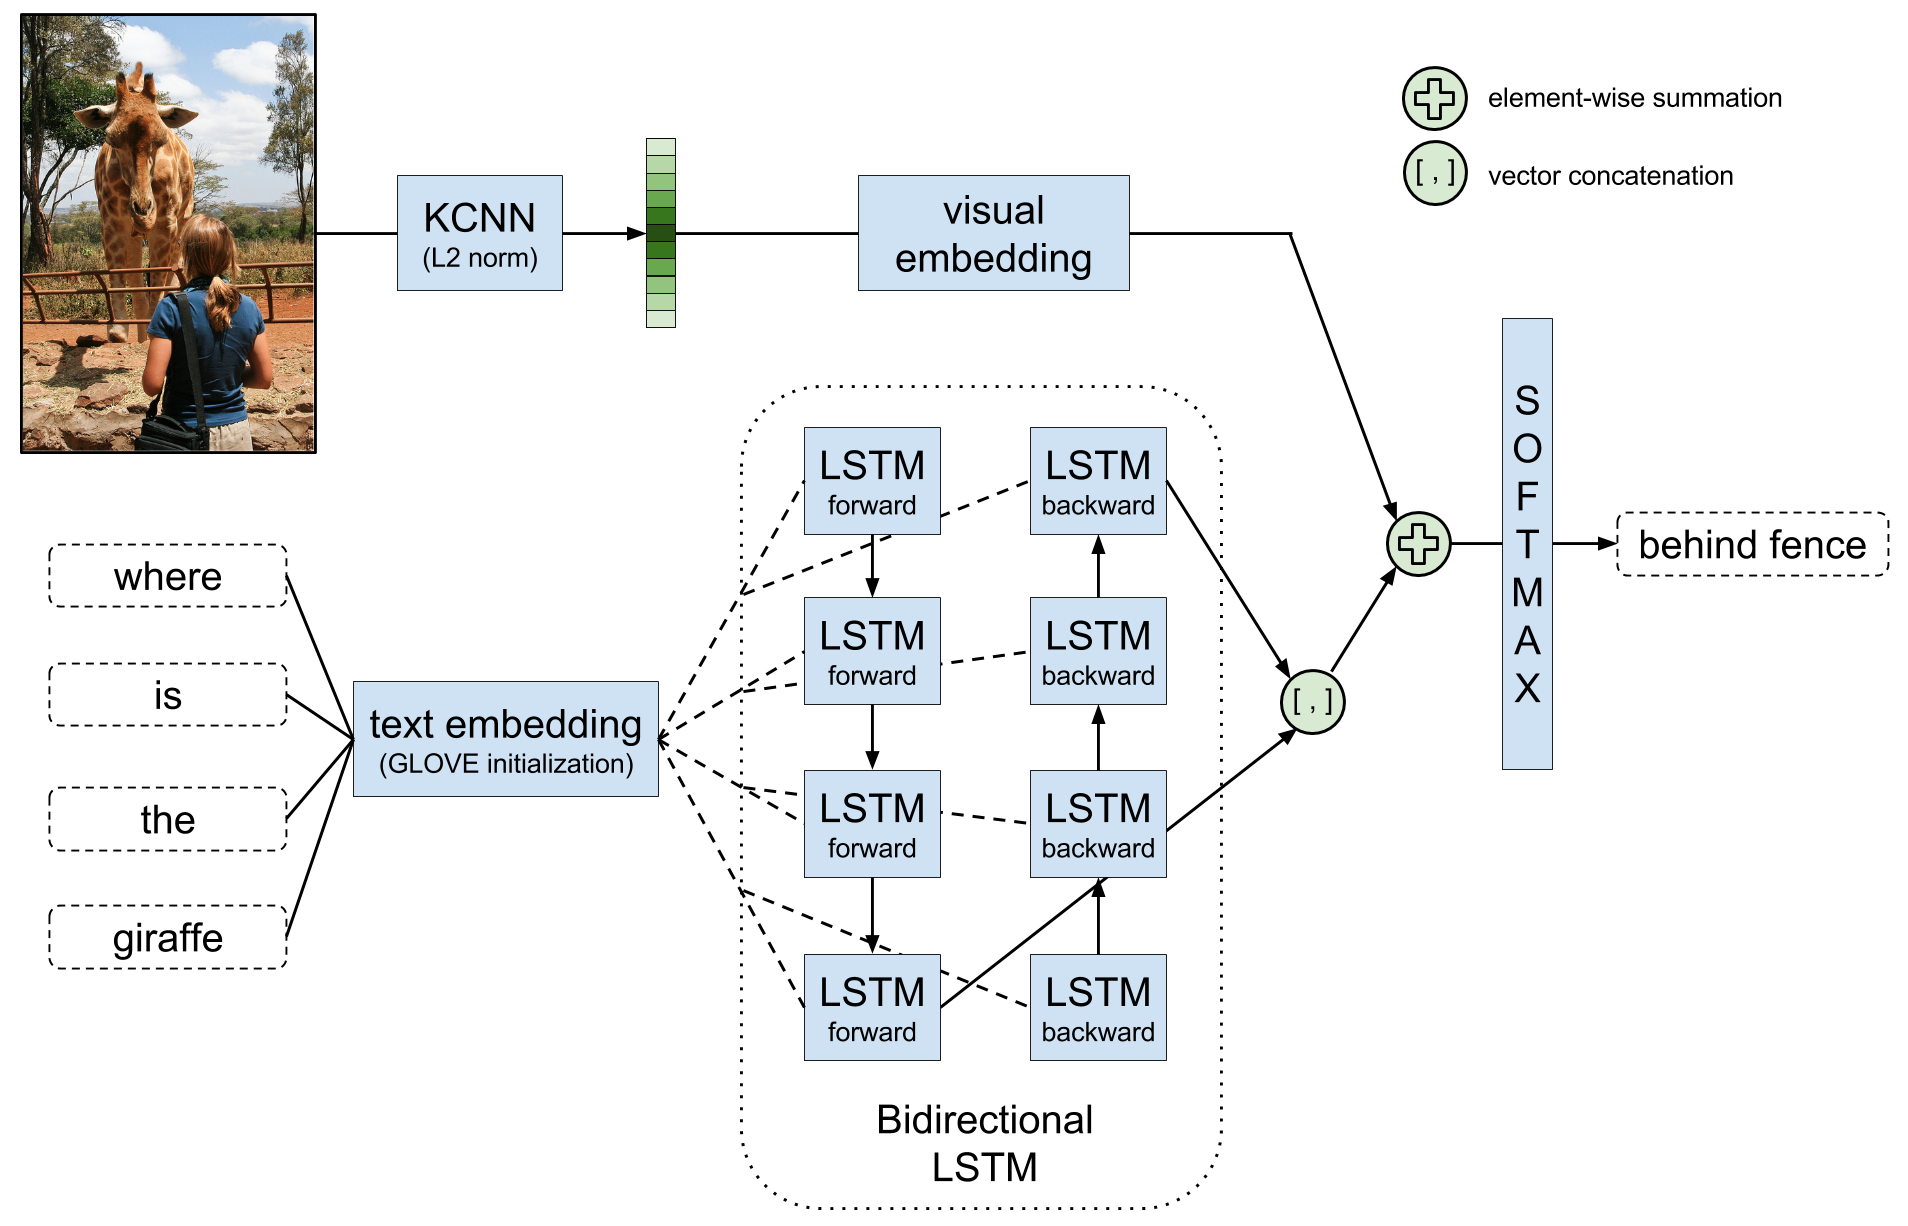 element-wise summation
[ , ]
vector concatenation
KCNN
(L2 norm)
visual
embedding
where
is
the
giraffe
text embedding
(GLOVE initialization)
LSTM
forward
LSTM
backward
LSTM
forward
LSTM
backward
LSTM
forward
LSTM
backward
LSTM
forward
LSTM
backward
Bidirectional
LSTM
[ , ]
S
O
F
T
M
A
X
behind fence